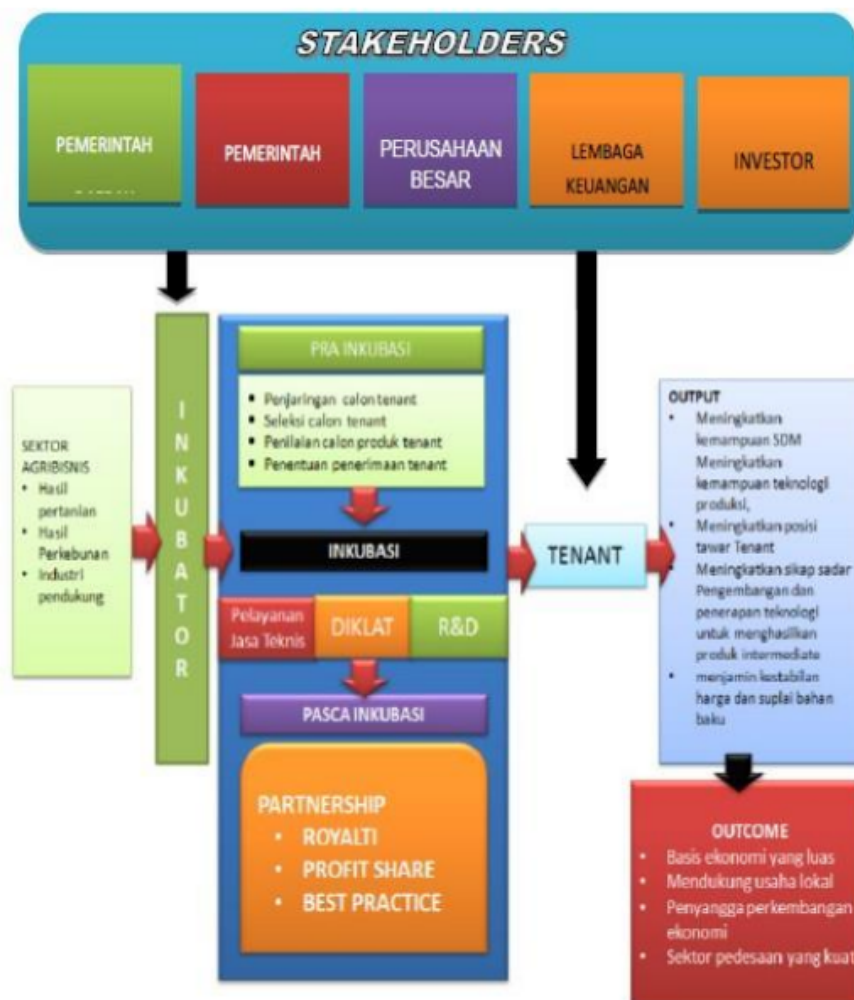 STAKEHOLDERS
PEMERINTAH
PEMERINTAH
PERUSAHAAN
BESAR
LEMBAGA
KEUANGAN
INVESTOR
SEKTOR
AGRIBISNIS
• Hasil
pertanian
• Hasil
Perkebunan
• Industri
pendukung
INKUBATOR
PRA INKUBASI
• Penjaringan calon tenant
• Seleksi calon tenant
• Penilaian calon produk tenant
• Penentuan penerimaan tenant
INKUBASI
Pelayanan
Jasa Teknis
DIKLAT
R&D
PASCA INKUBASI
PARTNERSHIP
• ROYALTI
• PROFIT SHARE
• BEST PRACTICE
TENANT
OUTPUT
• Meningkatkan
kemampuan SDM
Meningkatkan
kemampuan teknologi
produksi,
• Meningkatkan posisi
tawar Tenant
• Meningkatkan sikap sadar
Pengembangan dan
penerapan teknologi
untuk menghasilkan
produk intermediate
• menjamin kestabilan
harga dan suplai bahan
baku
OUTCOME
• Basis ekonomi yang luas
• Mendukung usaha lokal
• Penyangga perkembangan
ekonomi
• Sektor pedesaan yang kuat